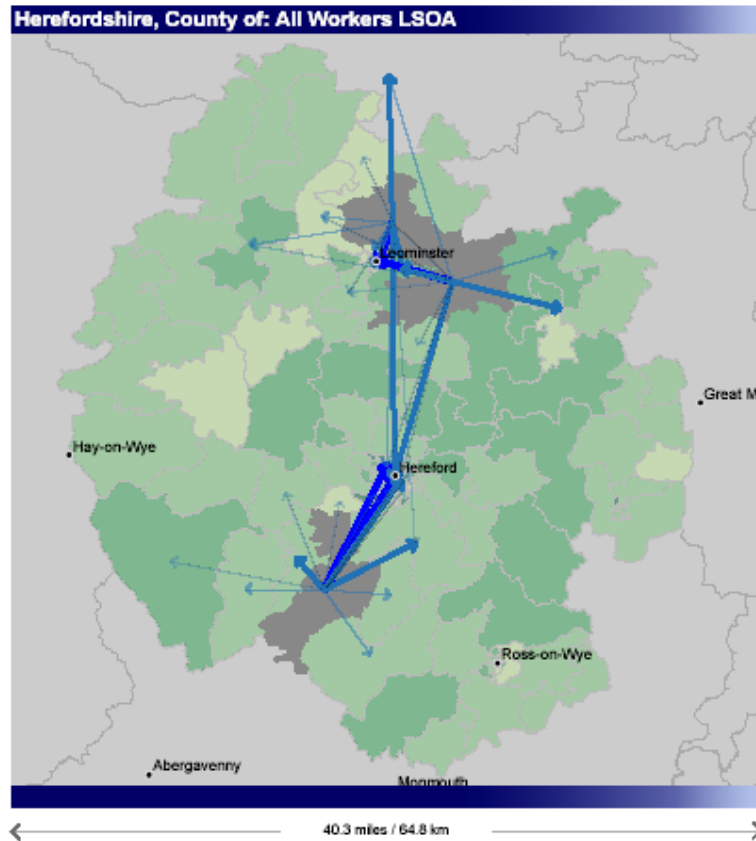 Herefordshire, County of: All Workers LSOA
Leominster
Great M
Hay-on-Wye
Hereford
Ross-on-Wye
Abergavenny
Monmouth
40.3 miles / 64.8 km